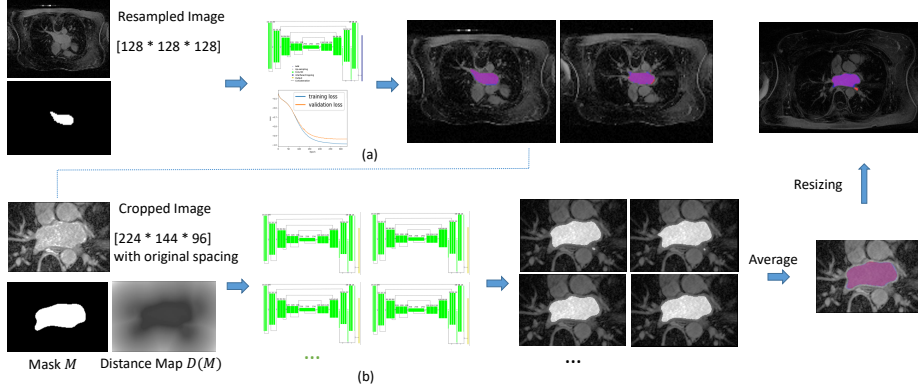 Resampled Image
[128 * 128 * 128]
training loss
validation loss
(a)
Resizing
Cropped Image
[224 * 144 * 96]
with original spacing
Average
...
...
Mask M
Distance Map D(M)
(b)